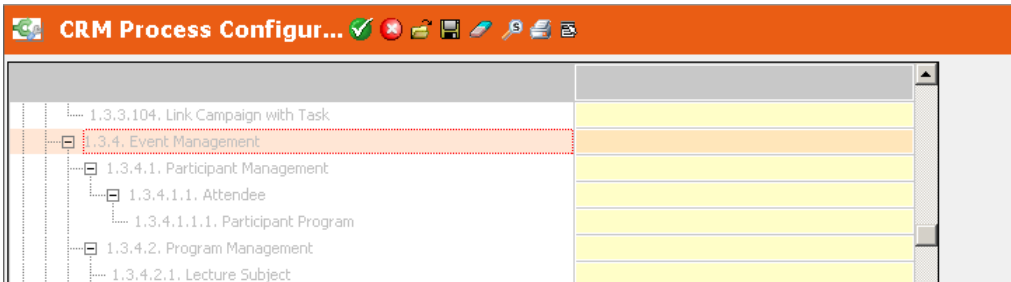 CRM Process Configur...
1.3.3.104. Link Campaign with Task
1.3.4. Event Management
1.3.4.1. Participant Management
1.3.4.1.1. Attendee
1.3.4.1.1.1. Participant Program
1.3.4.2. Program Management
1.3.4.2.1. Lecture Subject